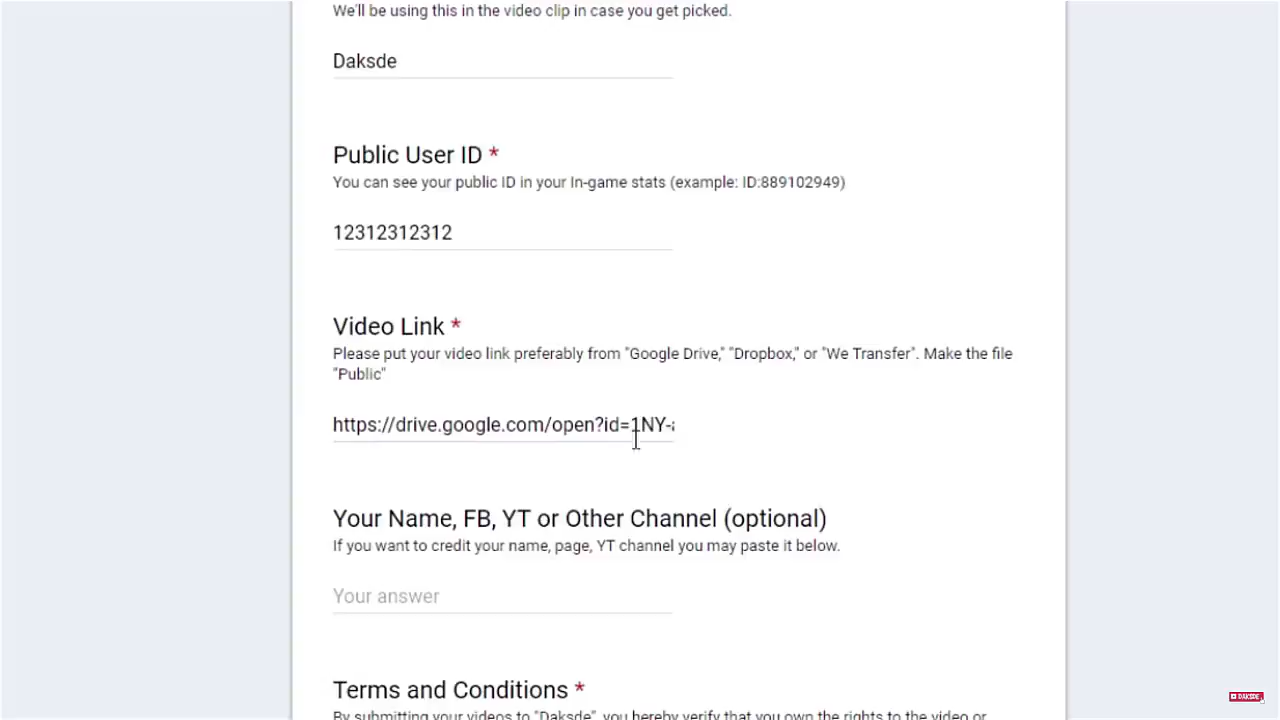 We'll be using this in the video clip in case you get picked.
Daksde
Public User ID *
You can see your public ID in your In-game stats (example: ID:889102949)
12312312312
Video Link *
Please put your video link preferably from "Google Drive," "Dropbox," or "We Transfer". Make the file
"Public"
https://drive.google.com/open?id=1NY-
Your Name, FB, YT or Other Channel (optional)
If you want to credit your name, page, YT channel you may paste it below.
Your answer
Terms and Conditions *
By submitting your videos to "Daksde", you hereby verify that you own the rights to the video or
DAKSDE